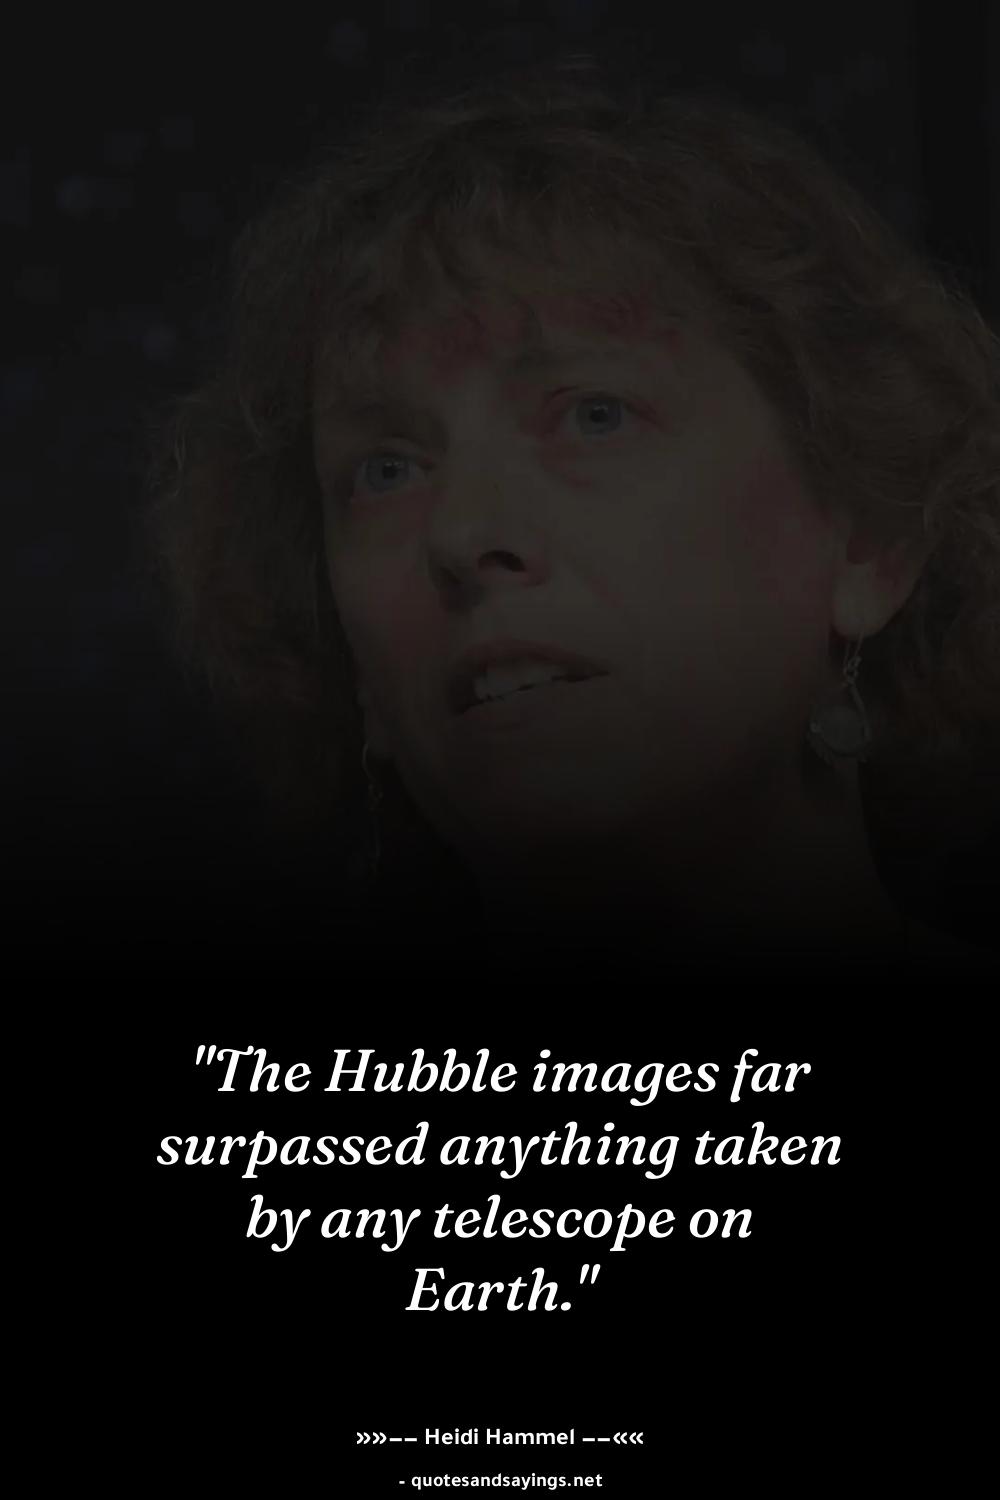 "The Hubble images far
surpassed anything taken
by any telescope on
Earth."
»»−− Heidi Hammel −−««
- quotesandsayings.net